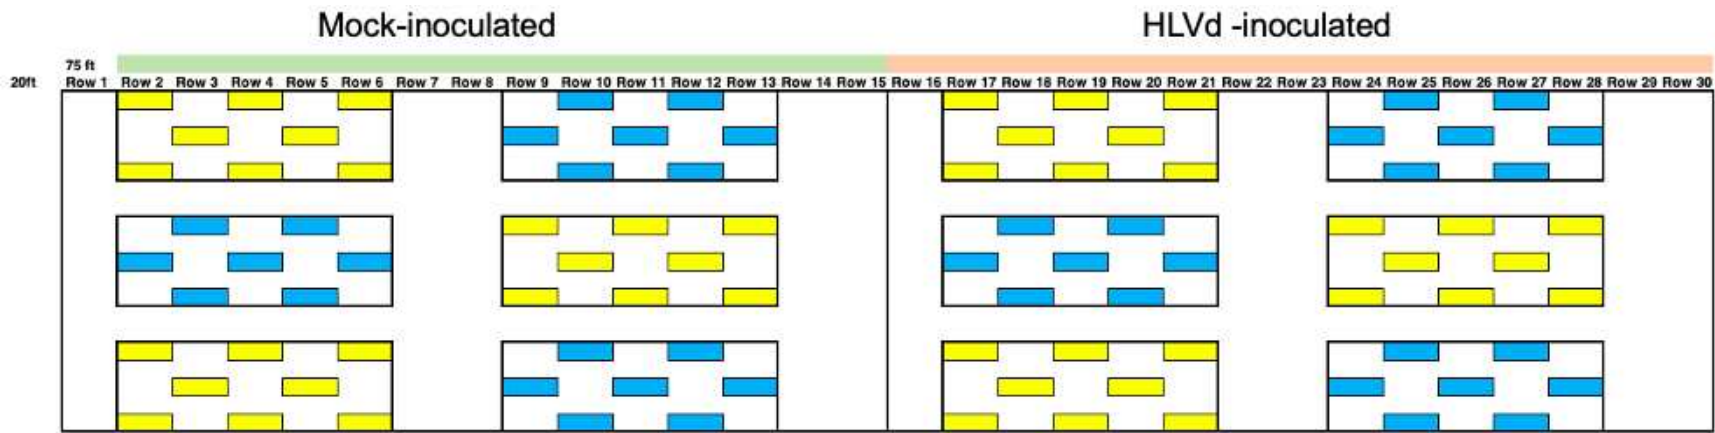 Mock-inoculated HLVd -inoculated
75 ft
20ft Row 1 Row 2 Row 3 Row 4 Row 5 Row 6 Row 7 Row 8 Row 9 Row 10 Row 11 Row 12 Row 13 Row 14 Row 15 Row 16 Row 17 Row 18 Row 19 Row 20 Row 21 Row 22 Row 23 Row 24 Row 25 Row 26 Row 27 Row 28 Row 29 Row 30